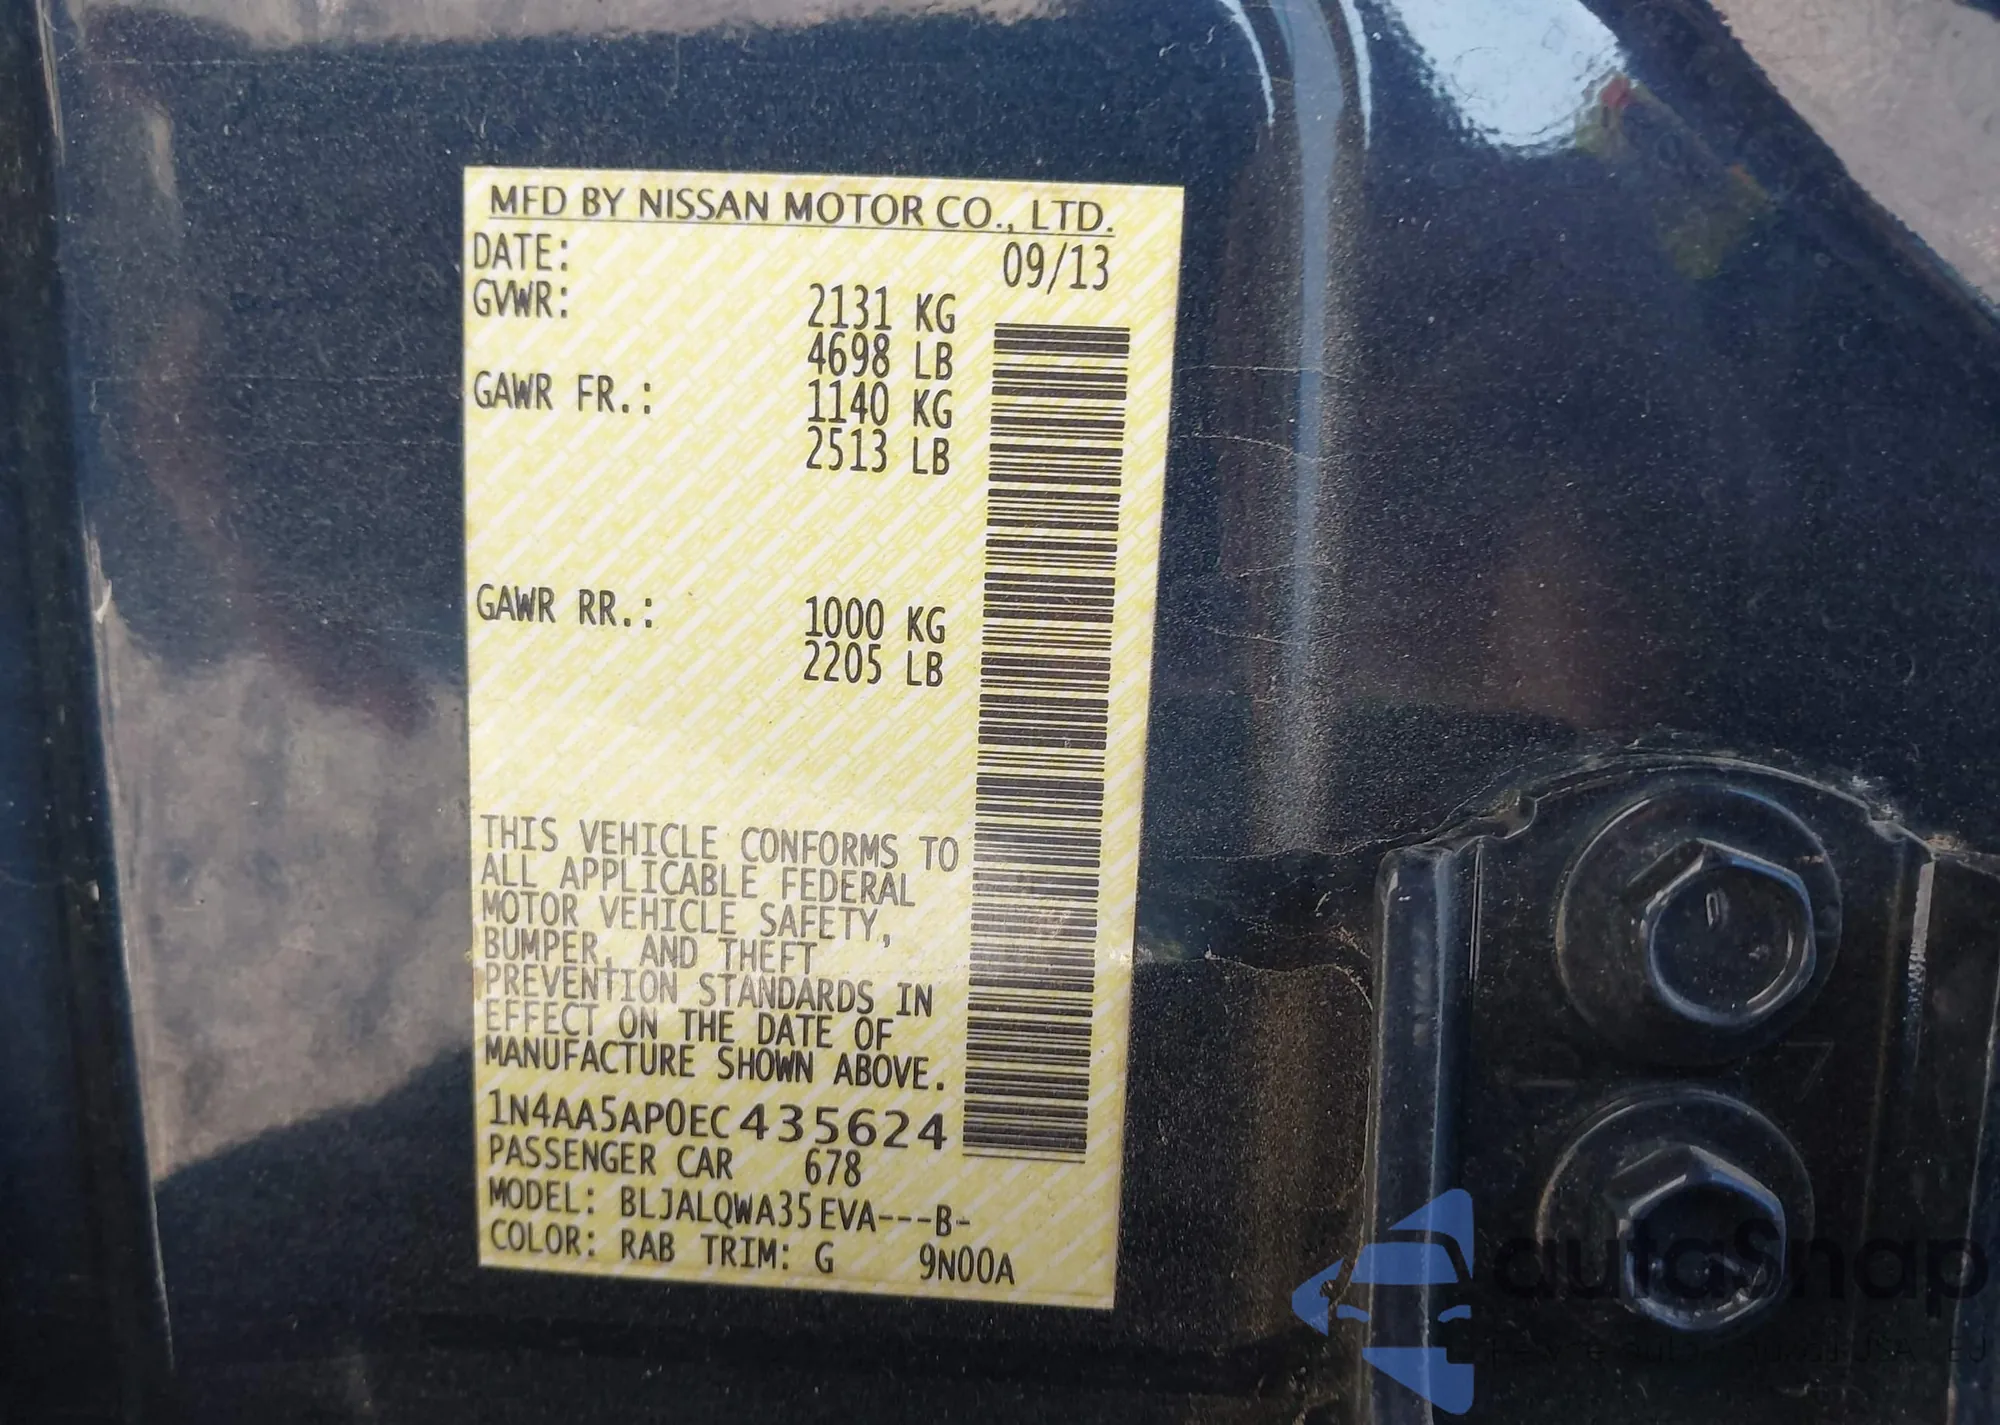 MFD BY NISSAN MOTOR CO., LTD.
DATE: 09/13
GVWR: 2131 KG
4698 LB
GAWR FR.: 1140 KG
2513 LB
GAWR RR.: 1000 KG
2205 LB
THIS VEHICLE CONFORMS TO
ALL APPLICABLE FEDERAL
MOTOR VEHICLE SAFETY,
BUMPER, AND THEFT
PREVENTION STANDARDS IN
EFFECT ON THE DATE OF
MANUFACTURE SHOWN ABOVE.
1N4AA5AP0EC435624
PASSENGER CAR 678
MODEL: BLJALQWA35EVA---B-
COLOR: RAB TRIM: G 9N00A
autaSnap